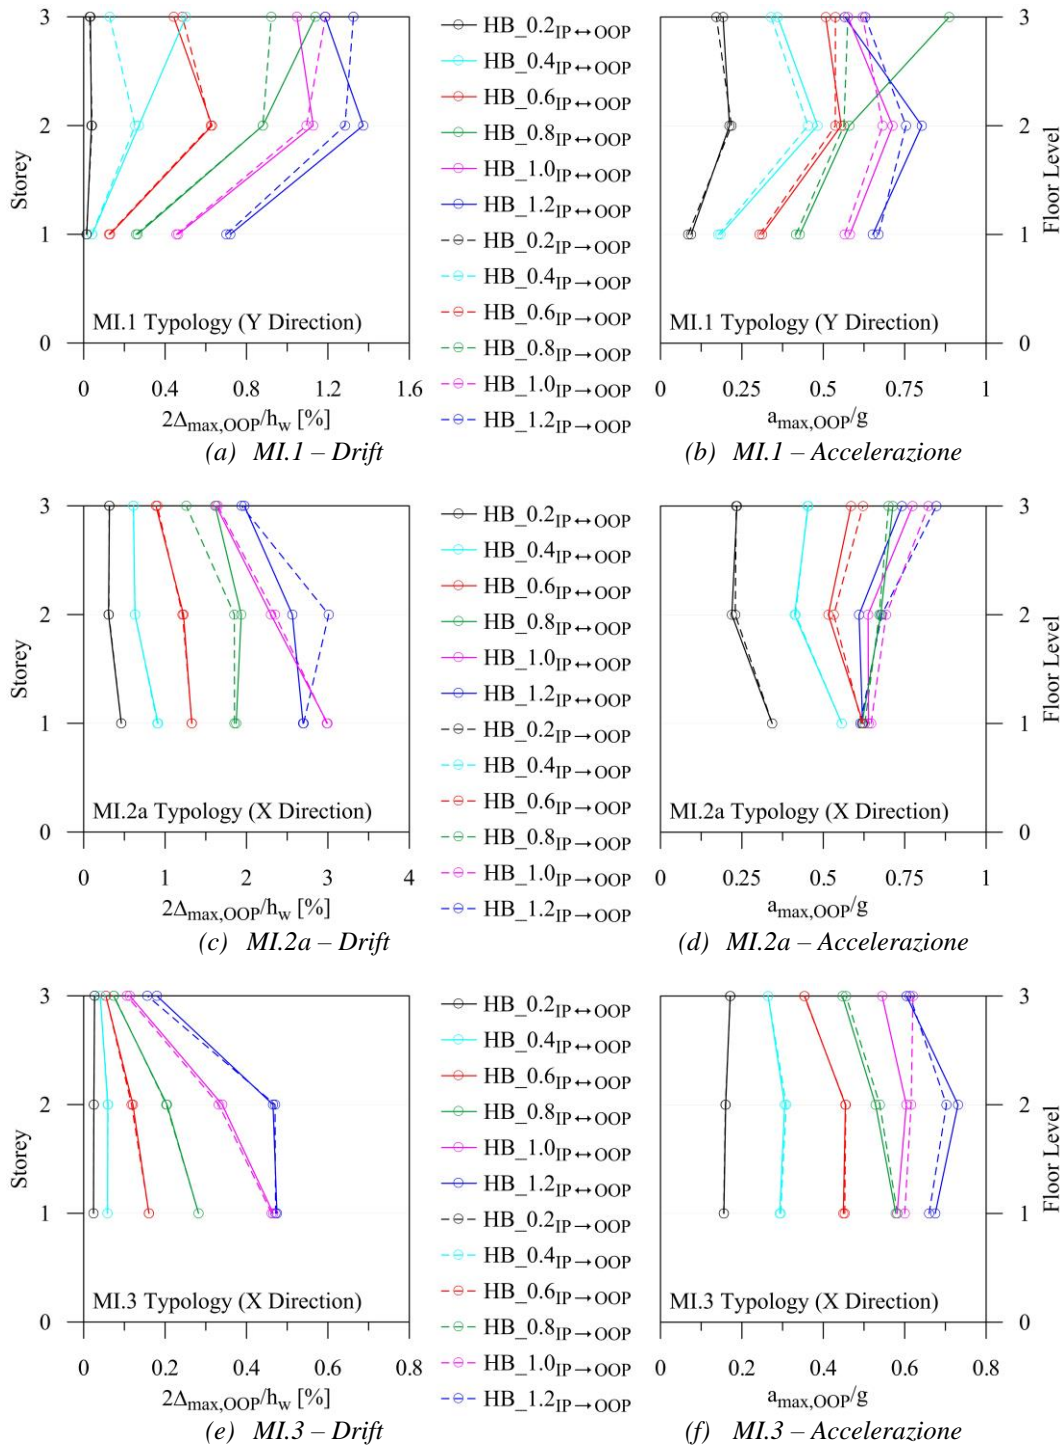 3
2
1
0
Storey
MI.1 Typology (Y Direction)
0 0.4 0.8 1.2 1.6
2Δmax,OOP/hw [%]
(a) MI.1 – Drift
HB_0.2IP↔OOP
HB_0.4IP↔OOP
HB_0.6IP↔OOP
HB_0.8IP↔OOP
HB_1.0IP↔OOP
HB_1.2IP↔OOP
HB_0.2IP→OOP
HB_0.4IP→OOP
HB_0.6IP→OOP
HB_0.8IP→OOP
HB_1.0IP→OOP
HB_1.2IP→OOP
3
2
1
0
Floor Level
MI.1 Typology (Y Direction)
0 0.25 0.5 0.75 1
amax,OOP/g
(b) MI.1 – Accelerazione
3
2
1
0
Storey
MI.2a Typology (X Direction)
0 1 2 3 4
2Δmax,OOP/hw [%]
(c) MI.2a – Drift
HB_0.2IP↔OOP
HB_0.4IP↔OOP
HB_0.6IP↔OOP
HB_0.8IP↔OOP
HB_1.0IP↔OOP
HB_1.2IP↔OOP
HB_0.2IP→OOP
HB_0.4IP→OOP
HB_0.6IP→OOP
HB_0.8IP→OOP
HB_1.0IP→OOP
HB_1.2IP→OOP
3
2
1
0
Floor Level
MI.2a Typology (X Direction)
0 0.25 0.5 0.75 1
amax,OOP/g
(d) MI.2a – Accelerazione
3
2
1
0
Storey
MI.3 Typology (X Direction)
0 0.2 0.4 0.6 0.8
2Δmax,OOP/hw [%]
(e) MI.3 – Drift
HB_0.2IP↔OOP
HB_0.4IP↔OOP
HB_0.6IP↔OOP
HB_0.8IP↔OOP
HB_1.0IP↔OOP
HB_1.2IP↔OOP
HB_0.2IP→OOP
HB_0.4IP→OOP
HB_0.6IP→OOP
HB_0.8IP→OOP
HB_1.0IP→OOP
HB_1.2IP→OOP
3
2
1
0
Floor Level
MI.3 Typology (X Direction)
0 0.2 0.4 0.6 0.8
amax,OOP/g
(f) MI.3 – Accelerazione